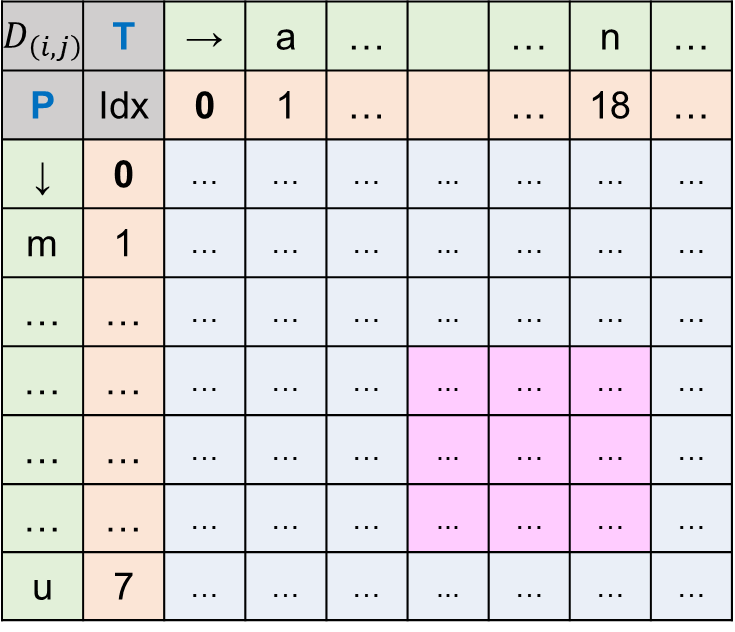 D(i,j) T → a … … n …
P Idx 0 1 … … 18 …
↓ 0 … … … … … … …
m 1 … … … … … … …
… … … … … … … … …
… … … … … … … … …
… … … … … … … … …
… … … … … … … … …
u 7 … … … … … … …